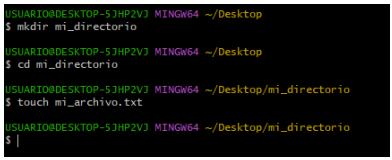 USUARIO@DESKTOP-5JHP2VJ MINGW64 ~/Desktop
$ mkdir mi_directorio
USUARIO@DESKTOP-5JHP2VJ MINGW64 ~/Desktop
$ cd mi_directorio
USUARIO@DESKTOP-5JHP2VJ MINGW64 ~/Desktop/mi_directorio
$ touch mi_archivo.txt
USUARIO@DESKTOP-5JHP2VJ MINGW64 ~/Desktop/mi_directorio
$